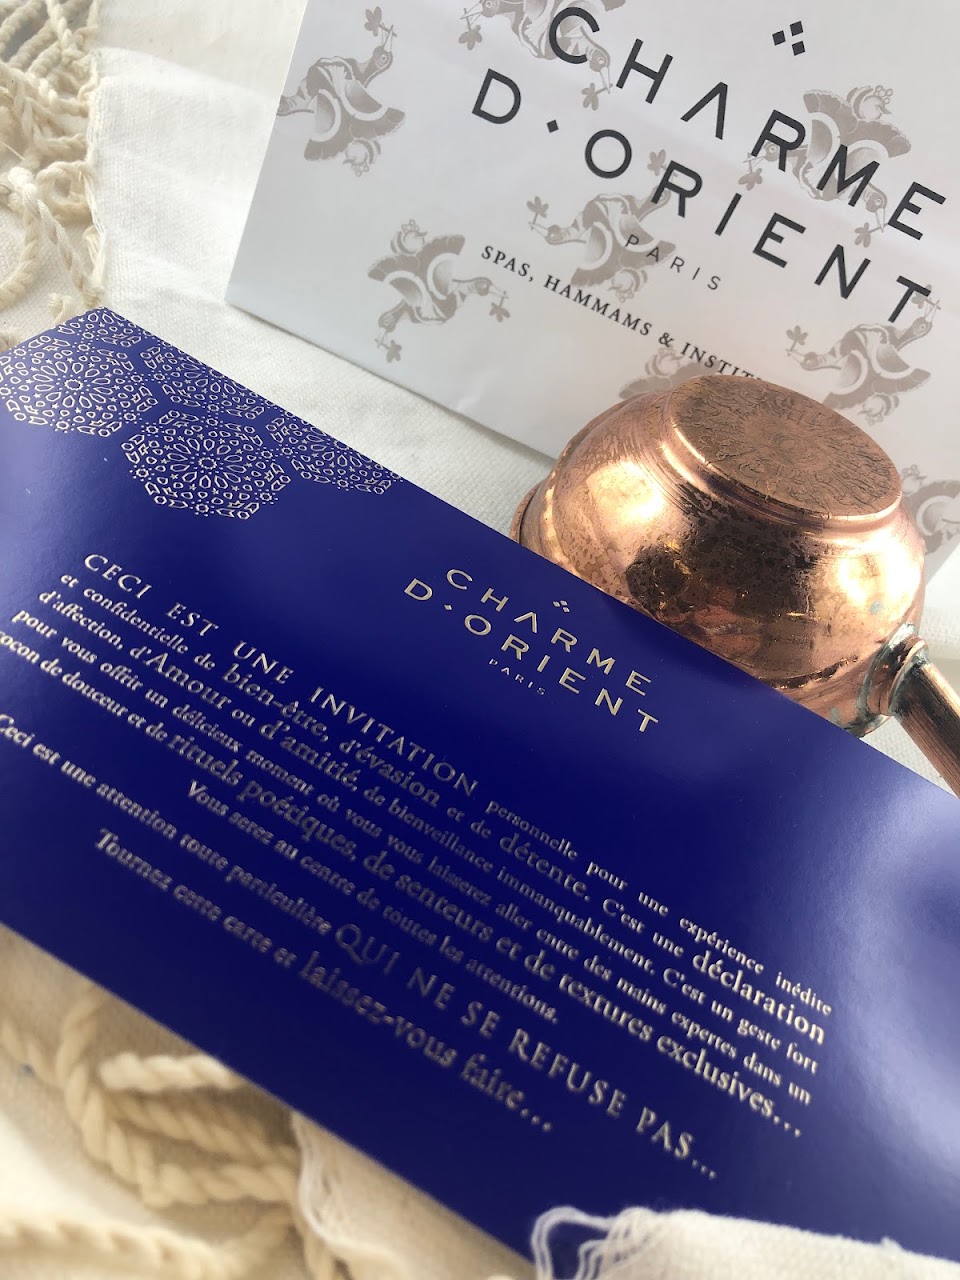 CHARME
D·ORIENT
PARIS
SPAS, HAMMAMS & INSTIT
CHARME
D·ORIENT
PARIS
CECI EST UNE INVITATION personnelle pour une expérience inédite
et confidentielle de bien-être, d'évasion et de détente. C'est une déclaration
d'affection, d'Amour ou d'amitié, de bienveillance immanquablement. C'est un geste fort
pour vous offrir un délicieux moment où vous vous laisserez aller entre des mains expertes dans un
cocon de douceur et de rituels poétiques, de senteurs et de textures exclusives...
Vous serez au centre de toutes les attentions.
Ceci est une attention toute particulière QUI NE SE REFUSE PAS...
Tournez cette carte et laissez-vous faire...